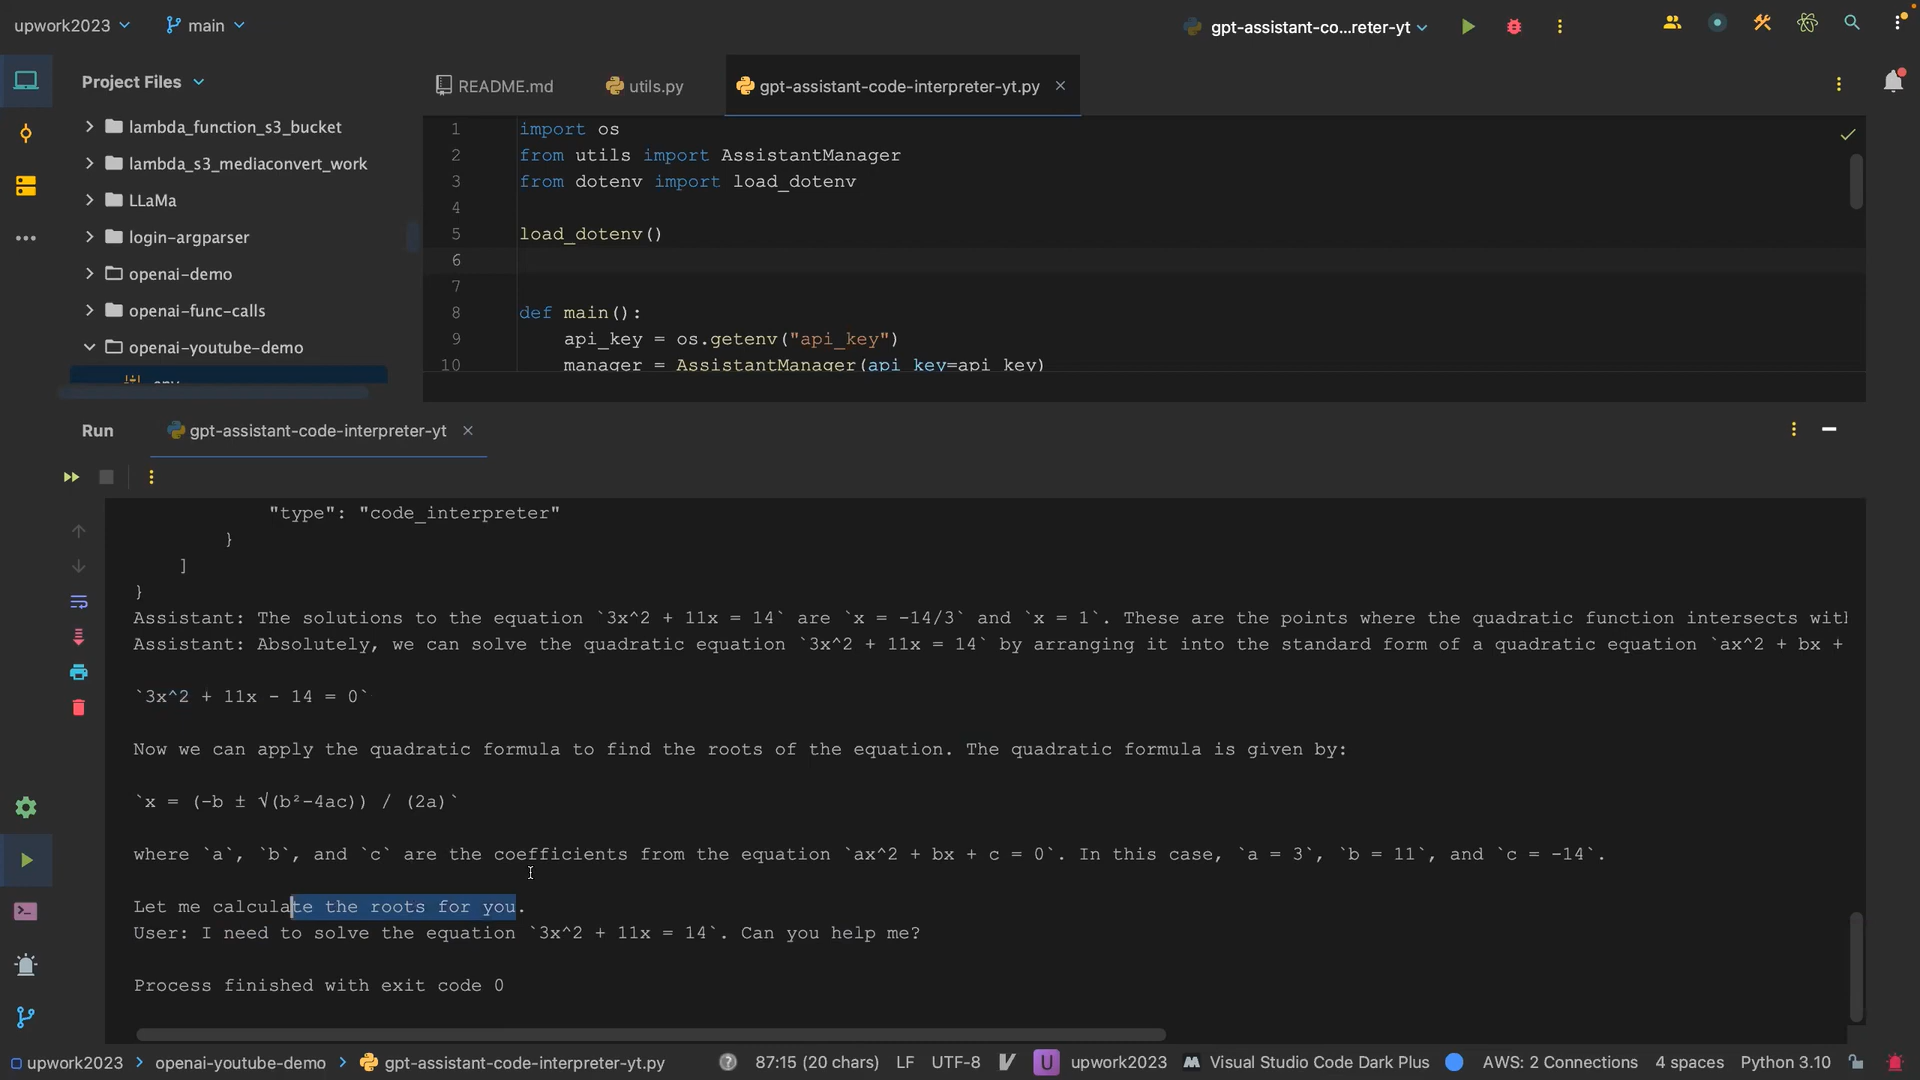 upwork2023
main
gpt-assistant-co...reter-yt
Project Files
README.md
utils.py
gpt-assistant-code-interpreter-yt.py
lambda_function_s3_bucket
lambda_s3_mediaconvert_work
LLaMa
login-argparser
openai-demo
openai-func-calls
openai-youtube-demo
1 import os
2 from utils import AssistantManager
3 from dotenv import load_dotenv
4
5 load_dotenv()
6
7
8 def main():
9 api_key = os.getenv("api_key")
10 manager = AssistantManager(api_key=api_key)
Run
gpt-assistant-code-interpreter-yt
"type": "code_interpreter"
}
]
}
Assistant: The solutions to the equation `3x^2 + 11x = 14` are `x = -14/3` and `x = 1`. These are the points where the quadratic function intersects with
Assistant: Absolutely, we can solve the quadratic equation `3x^2 + 11x = 14` by arranging it into the standard form of a quadratic equation `ax^2 + bx +
`3x^2 + 11x - 14 = 0`
Now we can apply the quadratic formula to find the roots of the equation. The quadratic formula is given by:
`x = (-b ± √(b²-4ac)) / (2a)`
where `a`, `b`, and `c` are the coefficients from the equation `ax^2 + bx + c = 0`. In this case, `a = 3`, `b = 11`, and `c = -14`.
Let me calculate the roots for you.
User: I need to solve the equation `3x^2 + 11x = 14`. Can you help me?
Process finished with exit code 0
upwork2023 > openai-youtube-demo > gpt-assistant-code-interpreter-yt.py
87:15 (20 chars) LF UTF-8 U upwork2023 Visual Studio Code Dark Plus AWS: 2 Connections 4 spaces Python 3.10